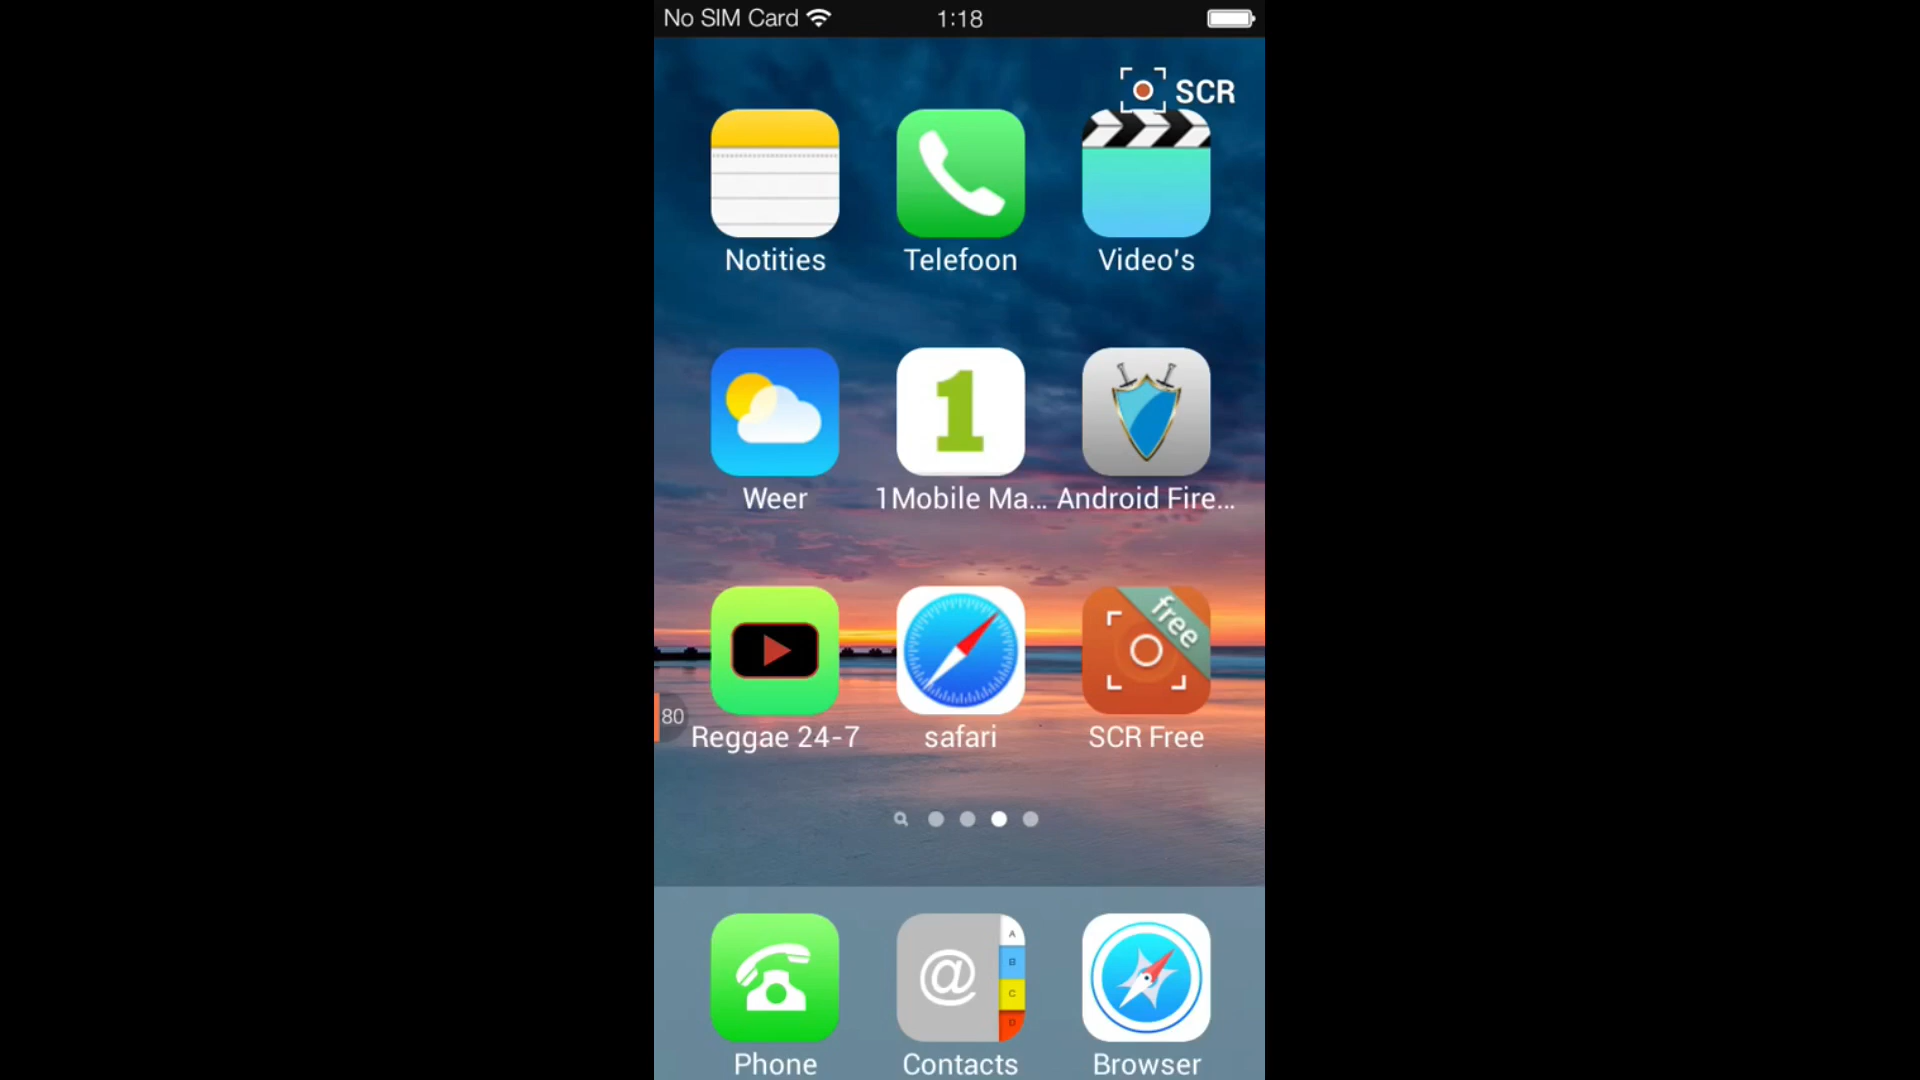 No SIM Card 1:18
SCR
Notities Telefoon Video's
1
Weer 1Mobile Ma... Android Fire...
free
80
Reggae 24-7 safari SCR Free
@ A B C D
Phone Contacts Browser